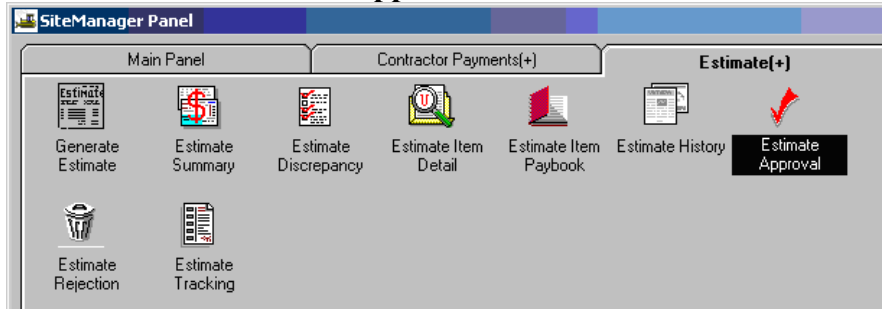 SiteManager Panel
Main Panel
Contractor Payments(+)
Estimate(+)
Estimate
Generate
Estimate
Estimate
Summary
Estimate
Discrepancy
Estimate Item
Detail
Estimate Item
Paybook
Estimate History
Estimate
Approval
Estimate
Rejection
Estimate
Tracking